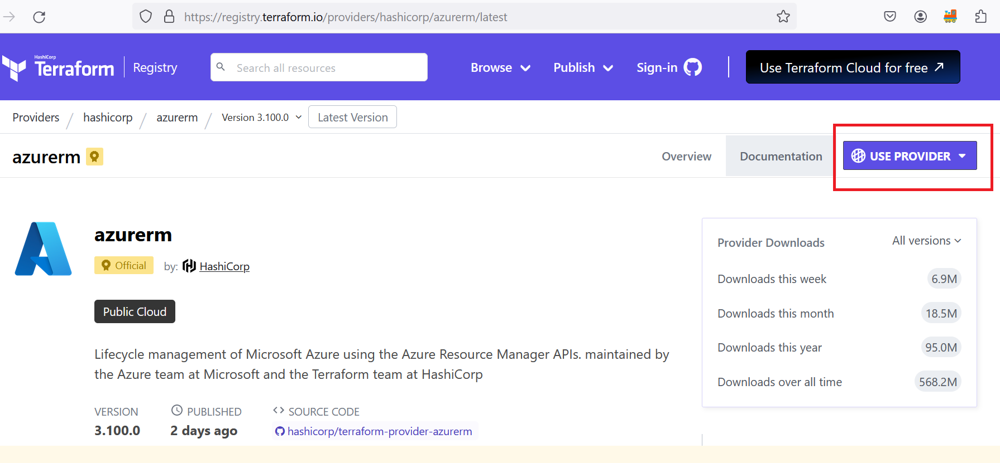 https://registry.terraform.io/providers/hashicorp/azurerm/latest
HashiCorp
Terraform
Registry
Search all resources
Browse
Publish
Sign-in
Use Terraform Cloud for free
Providers / hashicorp / azurerm / Version 3.100.0
Latest Version
azurerm
Overview
Documentation
USE PROVIDER
azurerm
Official
by: HashiCorp
Public Cloud
Lifecycle management of Microsoft Azure using the Azure Resource Manager APIs. maintained by
the Azure team at Microsoft and the Terraform team at HashiCorp
VERSION
3.100.0
PUBLISHED
2 days ago
SOURCE CODE
hashicorp/terraform-provider-azurerm
Provider Downloads
All versions
Downloads this week 6.9M
Downloads this month 18.5M
Downloads this year 95.0M
Downloads over all time 568.2M